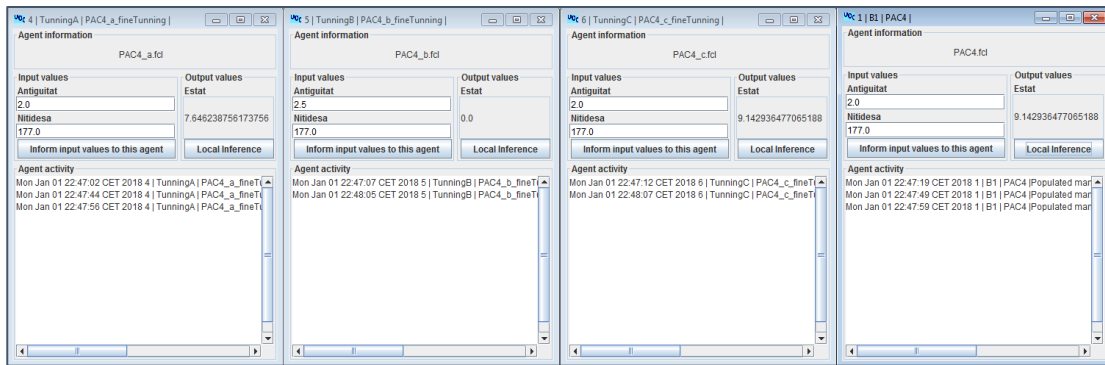 4 | TunningA | PAC4_a_fineTunning |
Agent information
PAC4_a.fcl
Input values
Output values
Antiguitat
Estat
2.0
7.646238756173756
Nitidesa
177.0
Inform input values to this agent
Local Inference
Agent activity
Mon Jan 01 22:47:02 CET 2018 4 | TunningA | PAC4_a_fineTu
Mon Jan 01 22:47:44 CET 2018 4 | TunningA | PAC4_a_fineTu
Mon Jan 01 22:47:56 CET 2018 4 | TunningA | PAC4_a_fineTu
5 | TunningB | PAC4_b_fineTunning |
Agent information
PAC4_b.fcl
Input values
Output values
Antiguitat
Estat
2.5
0.0
Nitidesa
177.0
Inform input values to this agent
Local Inference
Agent activity
Mon Jan 01 22:47:07 CET 2018 5 | TunningB | PAC4_b_fineTu
Mon Jan 01 22:48:05 CET 2018 5 | TunningB | PAC4_b_fineTu
6 | TunningC | PAC4_c_fineTunning |
Agent information
PAC4_c.fcl
Input values
Output values
Antiguitat
Estat
2.0
9.142936477065188
Nitidesa
177.0
Inform input values to this agent
Local Inference
Agent activity
Mon Jan 01 22:47:12 CET 2018 6 | TunningC | PAC4_c_fineTu
Mon Jan 01 22:48:07 CET 2018 6 | TunningC | PAC4_c_fineTu
1 | B1 | PAC4 |
Agent information
PAC4.fcl
Input values
Output values
Antiguitat
Estat
2.0
9.142936477065188
Nitidesa
177.0
Inform input values to this agent
Local Inference
Agent activity
Mon Jan 01 22:47:19 CET 2018 1 | B1 | PAC4 |Populated mar
Mon Jan 01 22:47:49 CET 2018 1 | B1 | PAC4 |Populated mar
Mon Jan 01 22:47:59 CET 2018 1 | B1 | PAC4 |Populated mar